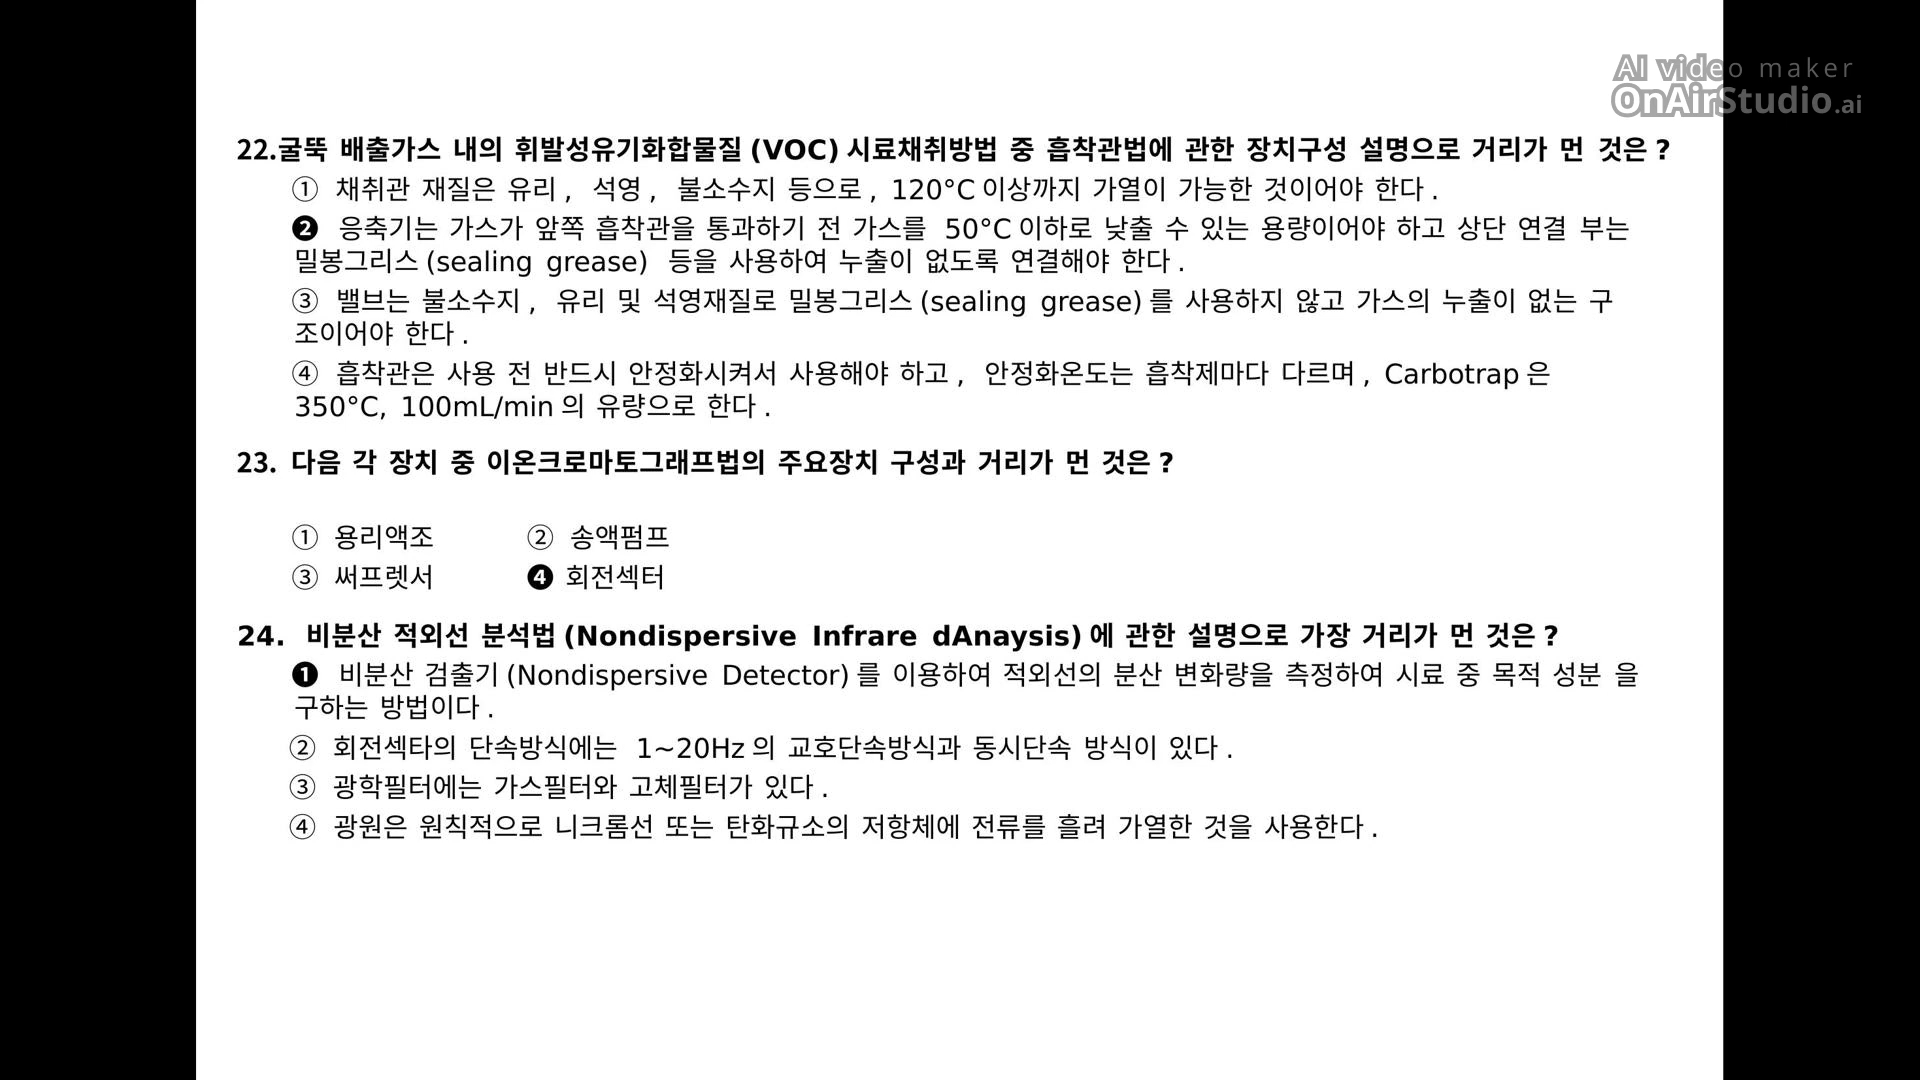 AI video maker
OnAirStudio.ai
22.굴뚝 배출가스 내의 휘발성유기화합물질(VOC)시료채취방법 중 흡착관법에 관한 장치구성 설명으로 거리가 먼 것은?
① 채취관 재질은 유리, 석영, 불소수지 등으로, 120°C이상까지 가열이 가능한 것이어야 한다.
❷ 응축기는 가스가 앞쪽 흡착관을 통과하기 전 가스를 50°C이하로 낮출 수 있는 용량이어야 하고 상단 연결 부는
밀봉그리스(sealing grease) 등을 사용하여 누출이 없도록 연결해야 한다.
③ 밸브는 불소수지, 유리 및 석영재질로 밀봉그리스(sealing grease)를 사용하지 않고 가스의 누출이 없는 구
조이어야 한다.
④ 흡착관은 사용 전 반드시 안정화시켜서 사용해야 하고, 안정화온도는 흡착제마다 다르며, Carbotrap은
350°C, 100mL/min의 유량으로 한다.
23. 다음 각 장치 중 이온크로마토그래프법의 주요장치 구성과 거리가 먼 것은?
① 용리액조 ② 송액펌프
③ 써프렛서 ❹ 회전섹터
24. 비분산 적외선 분석법(Nondispersive Infrare dAnaysis)에 관한 설명으로 가장 거리가 먼 것은?
❶ 비분산 검출기(Nondispersive Detector)를 이용하여 적외선의 분산 변화량을 측정하여 시료 중 목적 성분 을
구하는 방법이다.
② 회전섹타의 단속방식에는 1~20Hz의 교호단속방식과 동시단속 방식이 있다.
③ 광학필터에는 가스필터와 고체필터가 있다.
④ 광원은 원칙적으로 니크롬선 또는 탄화규소의 저항체에 전류를 흘려 가열한 것을 사용한다.